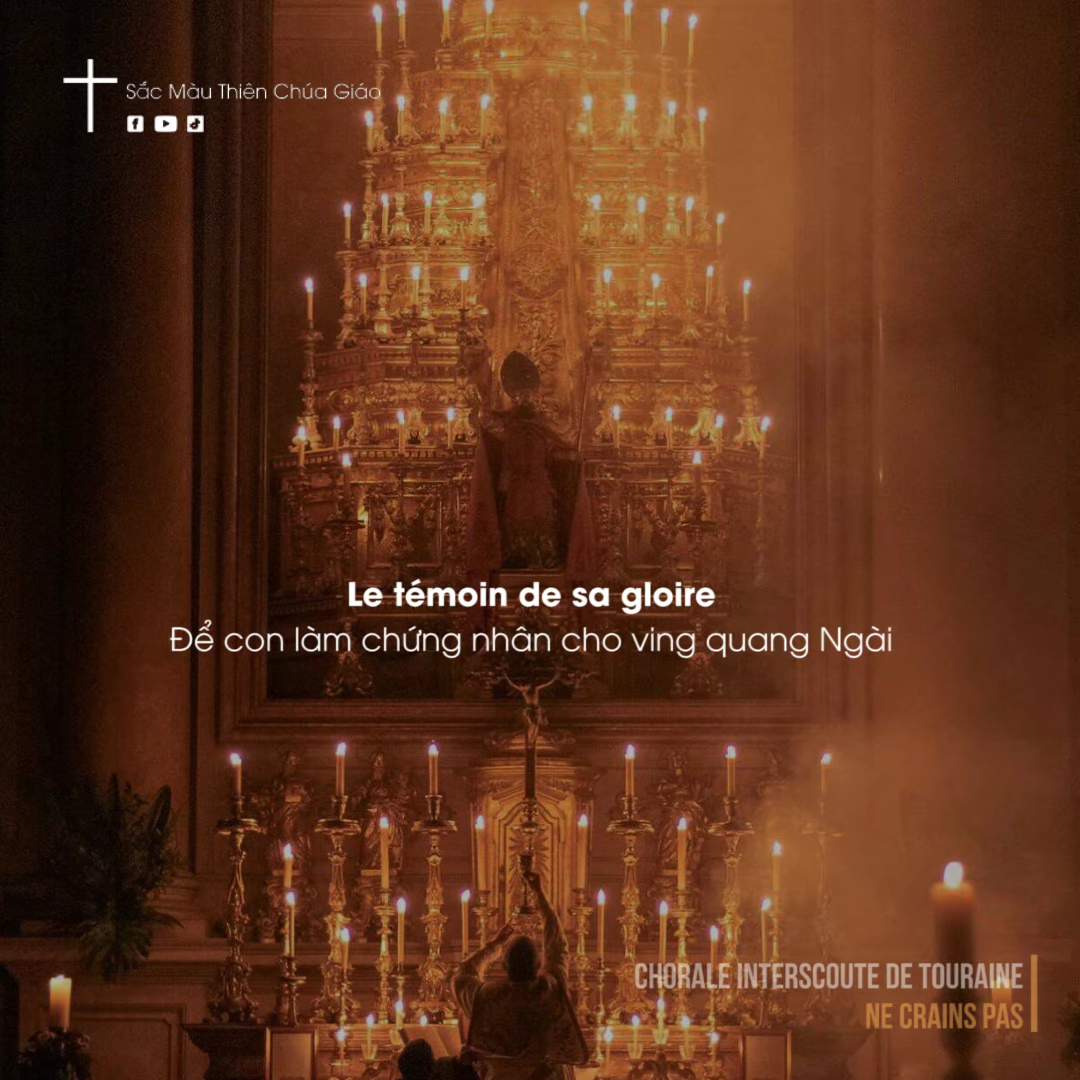 Sắc Màu Thiên Chúa Giáo
Le témoin de sa gloire
Để con làm chứng nhân cho ving quang Ngài
CHORALE INTERSCOUTE DE TOURAINE
NE CRAINS PAS